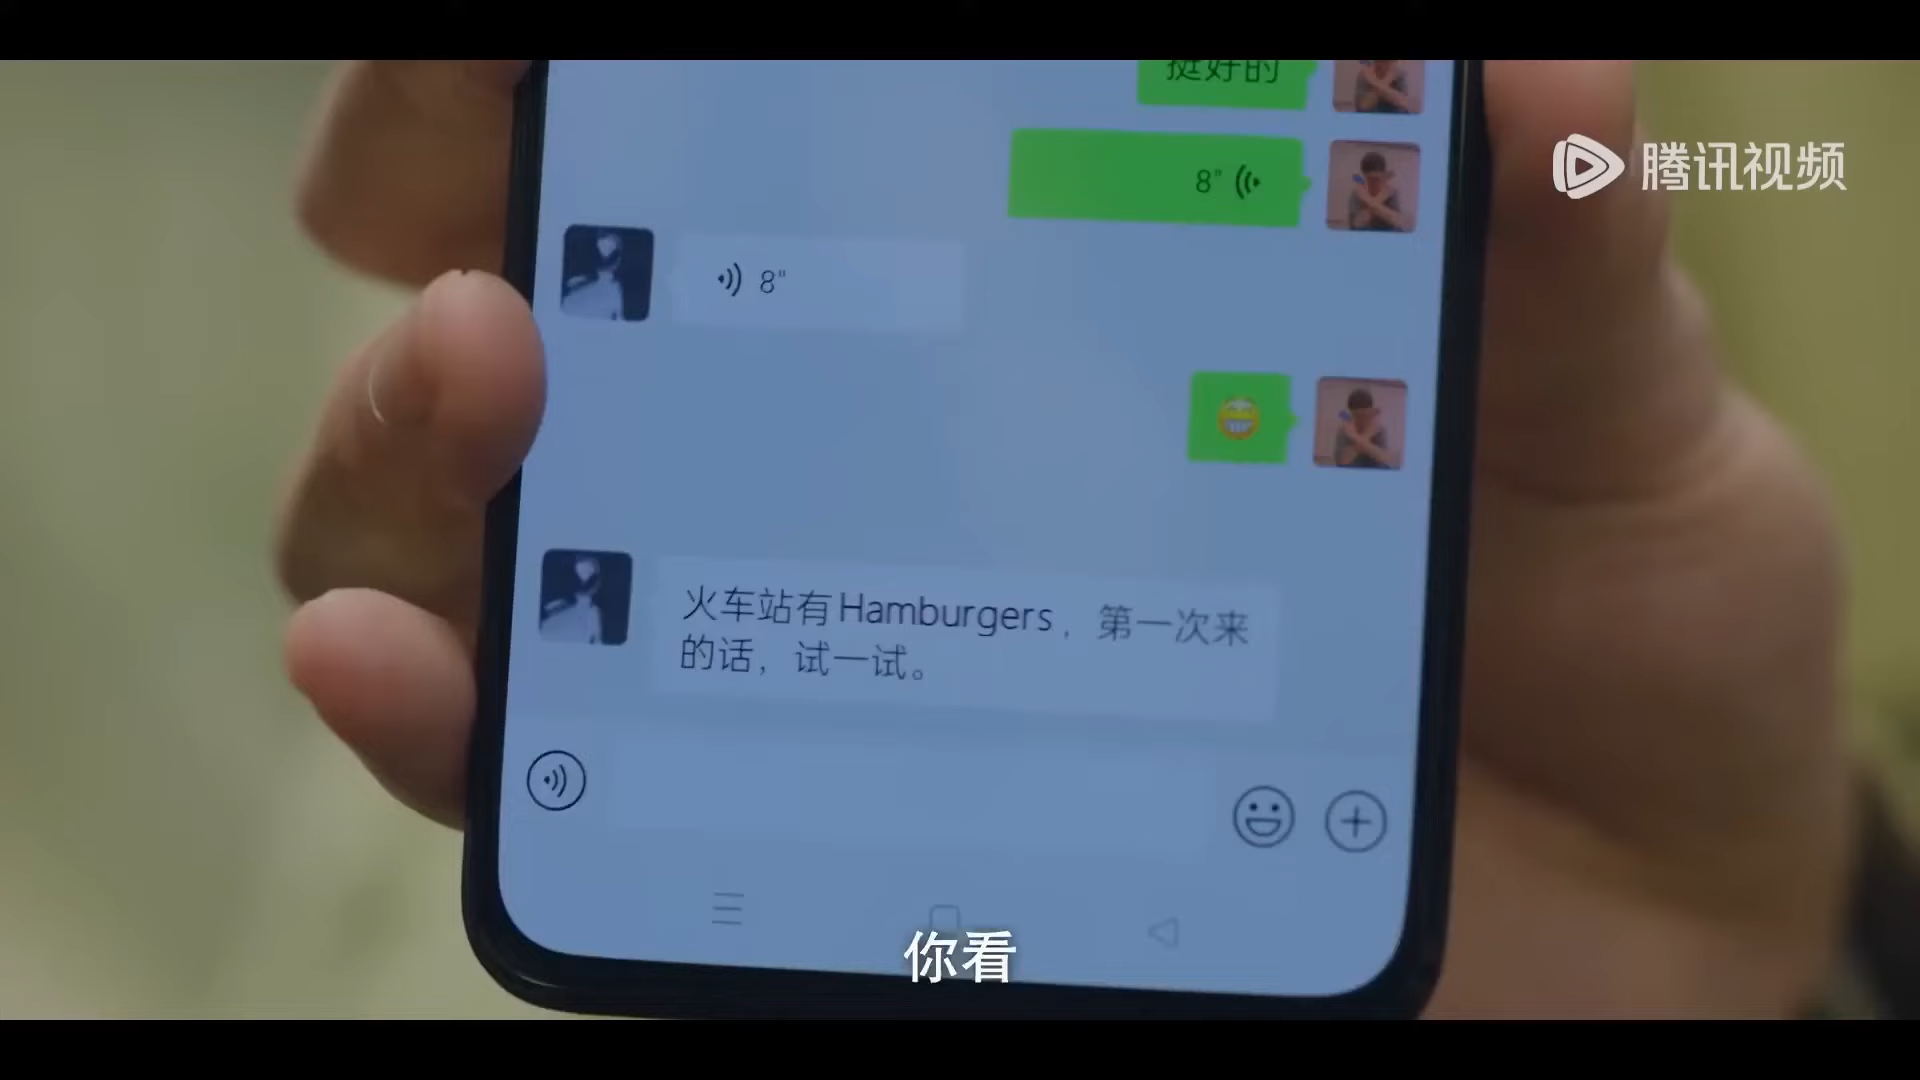 挺好的
腾讯视频
8"
8"
火车站有Hamburgers，第一次来
的话，试一试。
你看